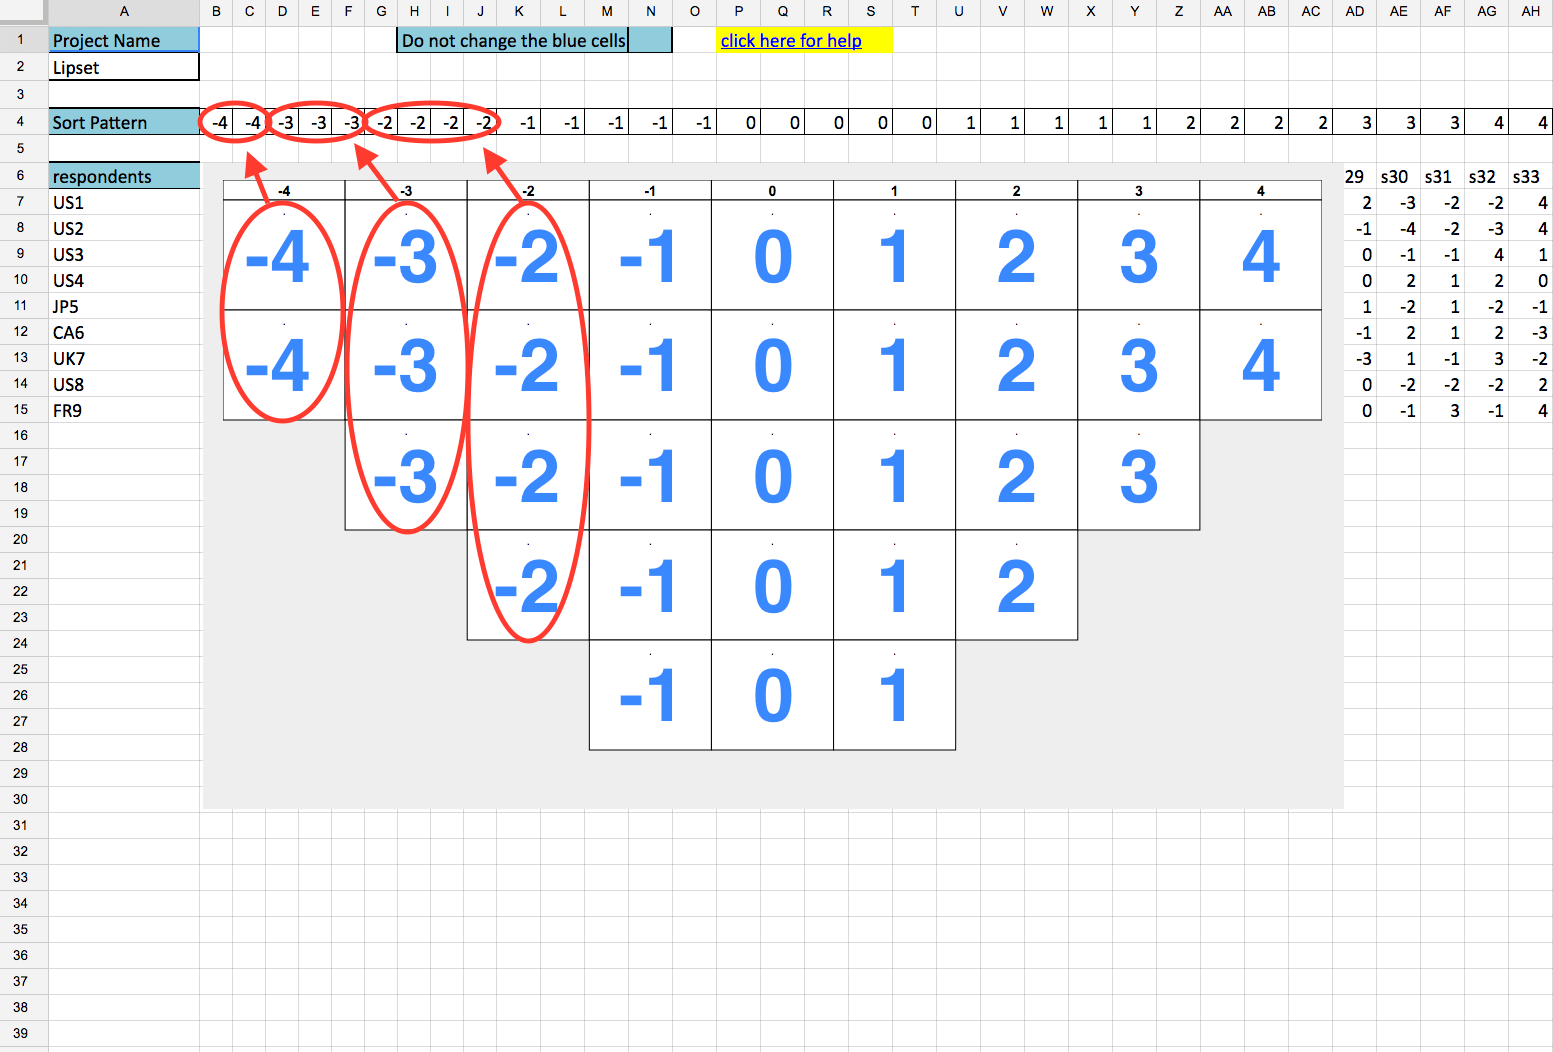 A B C D E F G H I J K L M N O P Q R S T U V W X Y Z AA AB AC AD AE AF AG AH
1 Project Name Do not change the blue cells click here for help
2 Lipset
3
4 Sort Pattern -4 -4 -3 -3 -3 -2 -2 -2 -2 -1 -1 -1 -1 -1 0 0 0 0 0 1 1 1 1 1 2 2 2 2 3 3 3 4 4
5
6 respondents 29 s30 s31 s32 s33
-4 -3 -2 -1 0 1 2 3 4
7 US1 2 -3 -2 -2 4
8 US2 -1 -4 -2 -3 4
-4 -3 -2 -1 0 1 2 3 4
9 US3 0 -1 -1 4 1
10 US4 0 2 1 2 0
11 JP5 1 -2 1 -2 -1
12 CA6 -1 2 1 2 -3
13 UK7 -3 1 -1 3 -2
-4 -3 -2 -1 0 1 2 3 4
14 US8 0 -2 -2 -2 2
15 FR9 0 -1 3 -1 4
16
17
-3 -2 -1 0 1 2 3
18
19
20
21
-2 -1 0 1 2
22
23
24
25
26
-1 0 1
27
28
29
30
31
32
33
34
35
36
37
38
39